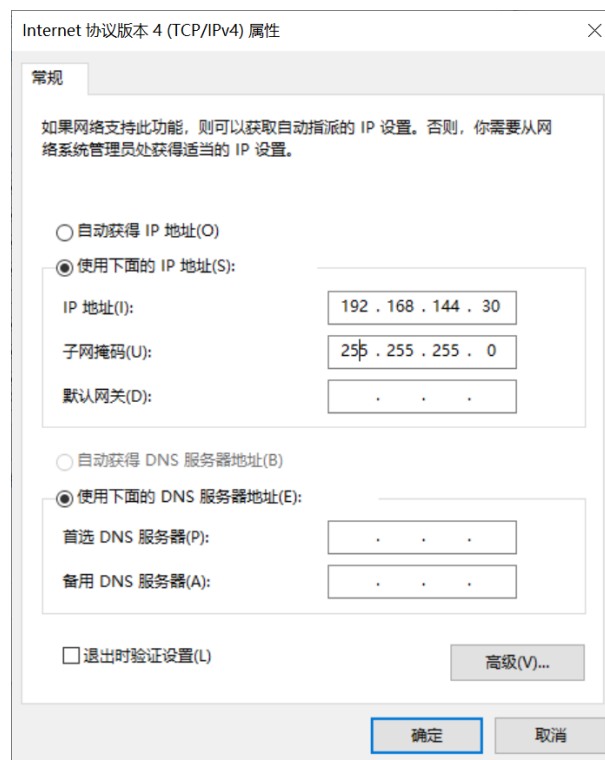 Internet 协议版本 4 (TCP/IPv4) 属性
常规
如果网络支持此功能，则可以获取自动指派的 IP 设置。否则，你需要从网
络系统管理员处获得适当的 IP 设置。
自动获得 IP 地址(O)
使用下面的 IP 地址(S):
IP 地址(I): 192 . 168 . 144 . 30
子网掩码(U): 255 . 255 . 255 . 0
默认网关(D): . . .
自动获得 DNS 服务器地址(B)
使用下面的 DNS 服务器地址(E):
首选 DNS 服务器(P): . . .
备用 DNS 服务器(A): . . .
退出时验证设置(L)
高级(V)...
确定 取消